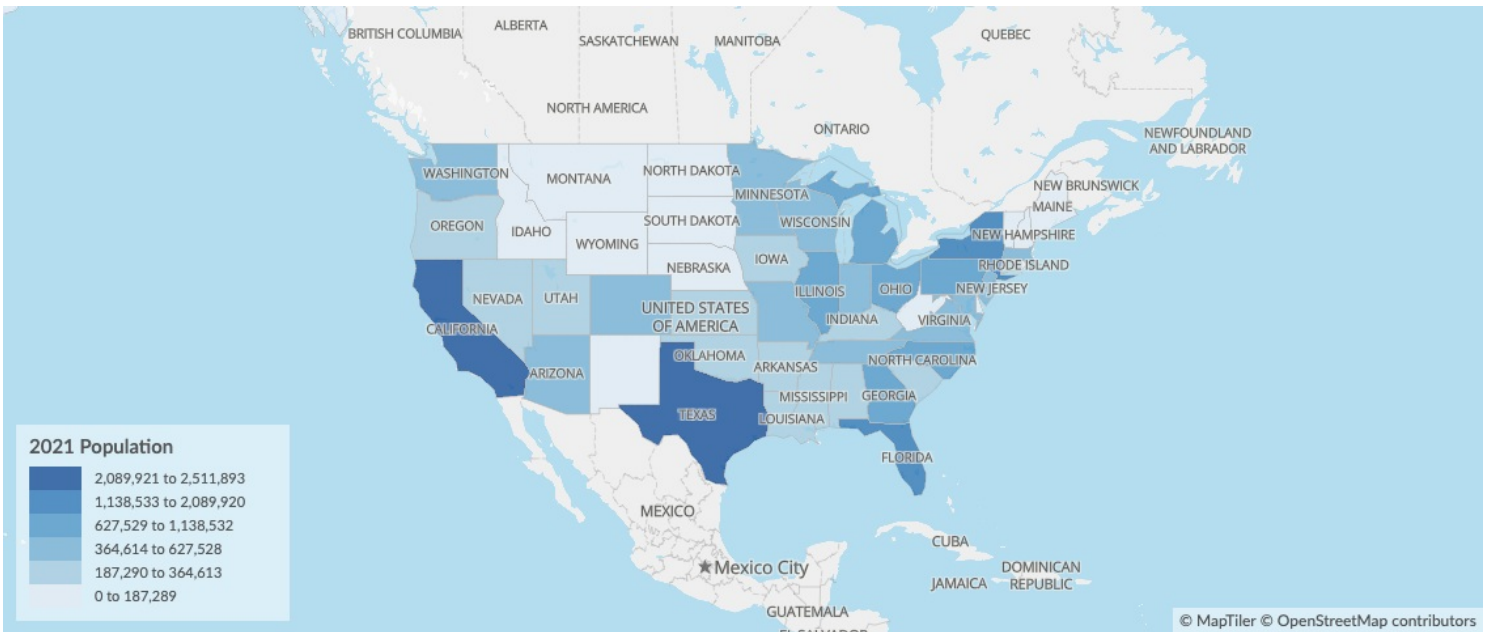 BRITISH COLUMBIA
ALBERTA
SASKATCHEWAN
MANITOBA
QUEBEC
NORTH AMERICA
ONTARIO
NEWFOUNDLAND
AND LABRADOR
WASHINGTON
MONTANA
NORTH DAKOTA
MINNESOTA
NEW BRUNSWICK
MAINE
OREGON
IDAHO
SOUTH DAKOTA
WISCONSIN
NEW HAMPSHIRE
WYOMING
NEBRASKA
IOWA
RHODE ISLAND
NEVADA
UTAH
ILLINOIS
OHIO
NEW JERSEY
UNITED STATES
OF AMERICA
INDIANA
VIRGINIA
CALIFORNIA
OKLAHOMA
ARKANSAS
NORTH CAROLINA
ARIZONA
MISSISSIPPI
GEORGIA
TEXAS
LOUISIANA
FLORIDA
2021 Population
2,089,921 to 2,511,893
1,138,533 to 2,089,920
627,529 to 1,138,532
364,614 to 627,528
187,290 to 364,613
0 to 187,289
MEXICO
CUBA
Mexico City
DOMINICAN
REPUBLIC
JAMAICA
GUATEMALA
EL SALVADOR
© MapTiler © OpenStreetMap contributors